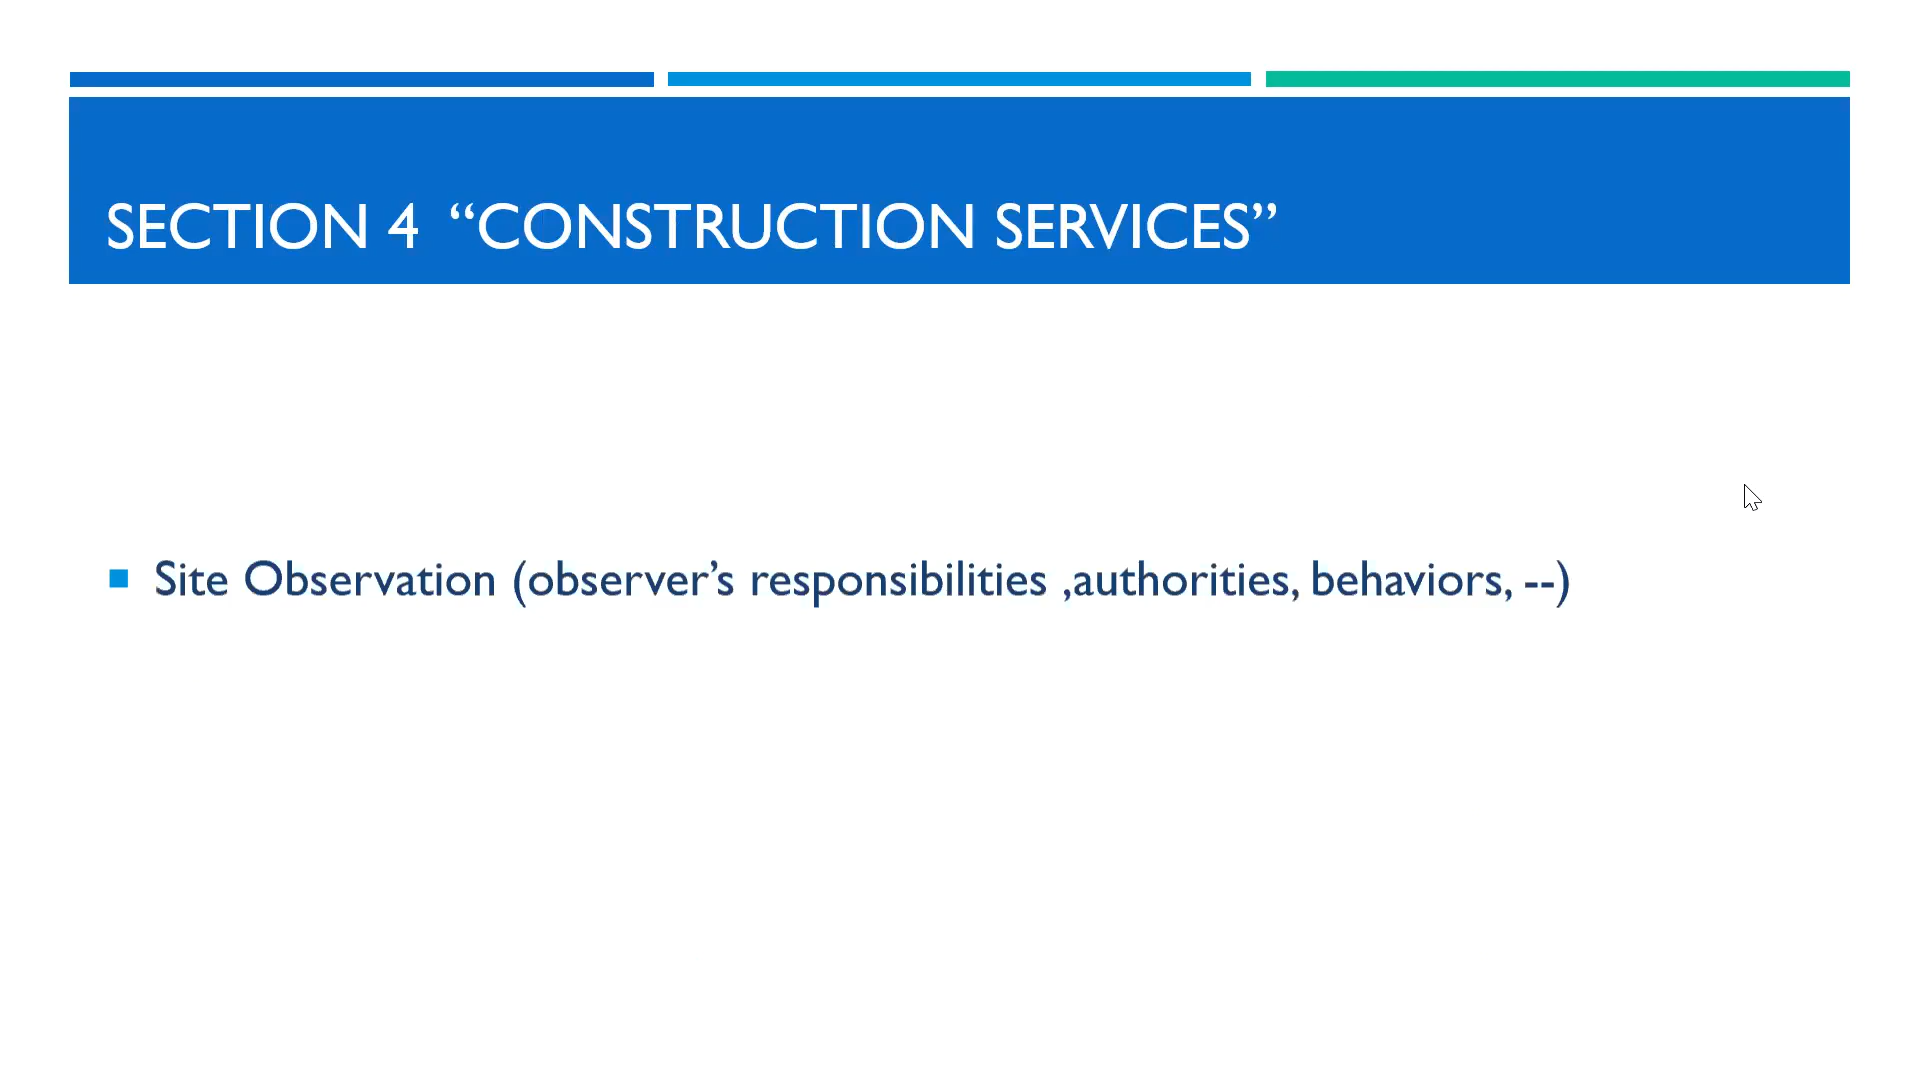 SECTION 4 “CONSTRUCTION SERVICES”
Site Observation (observer’s responsibilities ,authorities, behaviors, --)